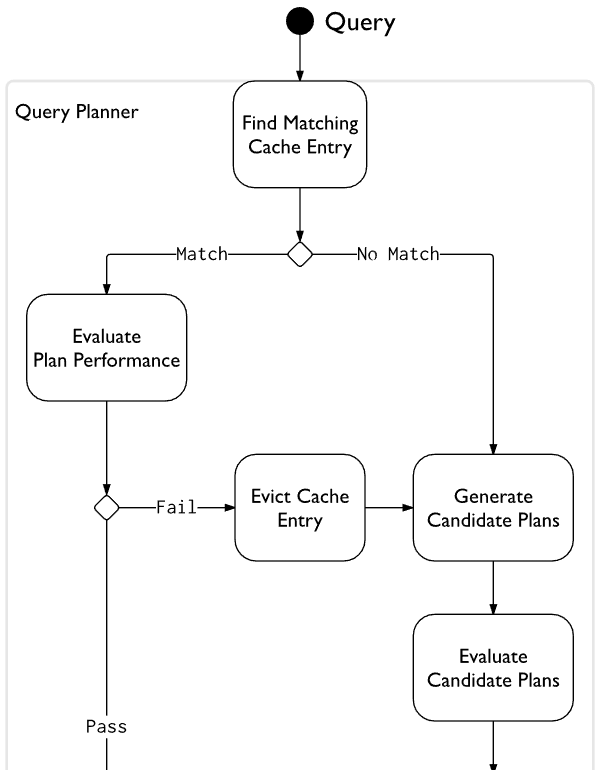 Query
Query Planner
Find Matching
Cache Entry
Match
No Match
Evaluate
Plan Performance
Fail
Evict Cache
Entry
Generate
Candidate Plans
Evaluate
Candidate Plans
Pass